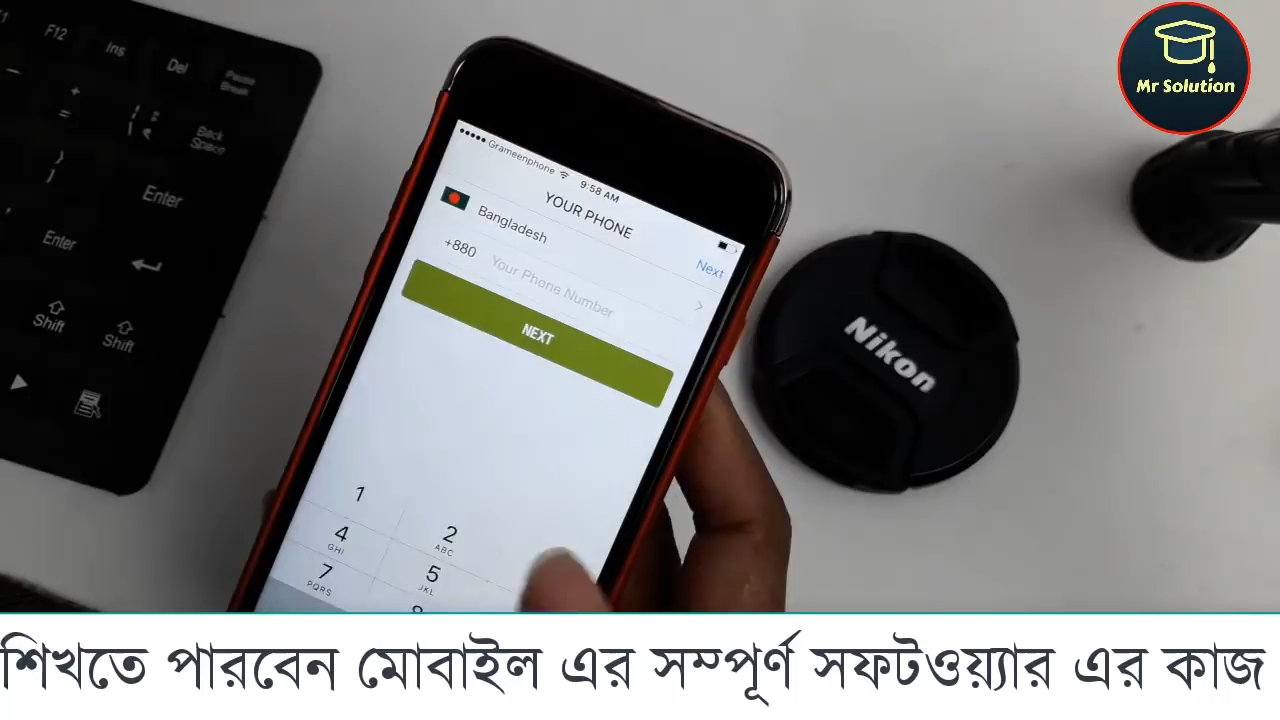 F12
Ins
Del
Pause
Break
+
=
Back
Space
}
]
Enter
Enter
Shift
Shift
Mr Solution
Grameenphone
9:58 AM
YOUR PHONE
Next
Bangladesh
+880
Your Phone Number
NEXT
1
2
ABC
4
GHI
5
JKL
7
PQRS
Nikon
শিখতে পারবেন মোবাইল এর সম্পূর্ণ সফটওয়্যার এর কাজ